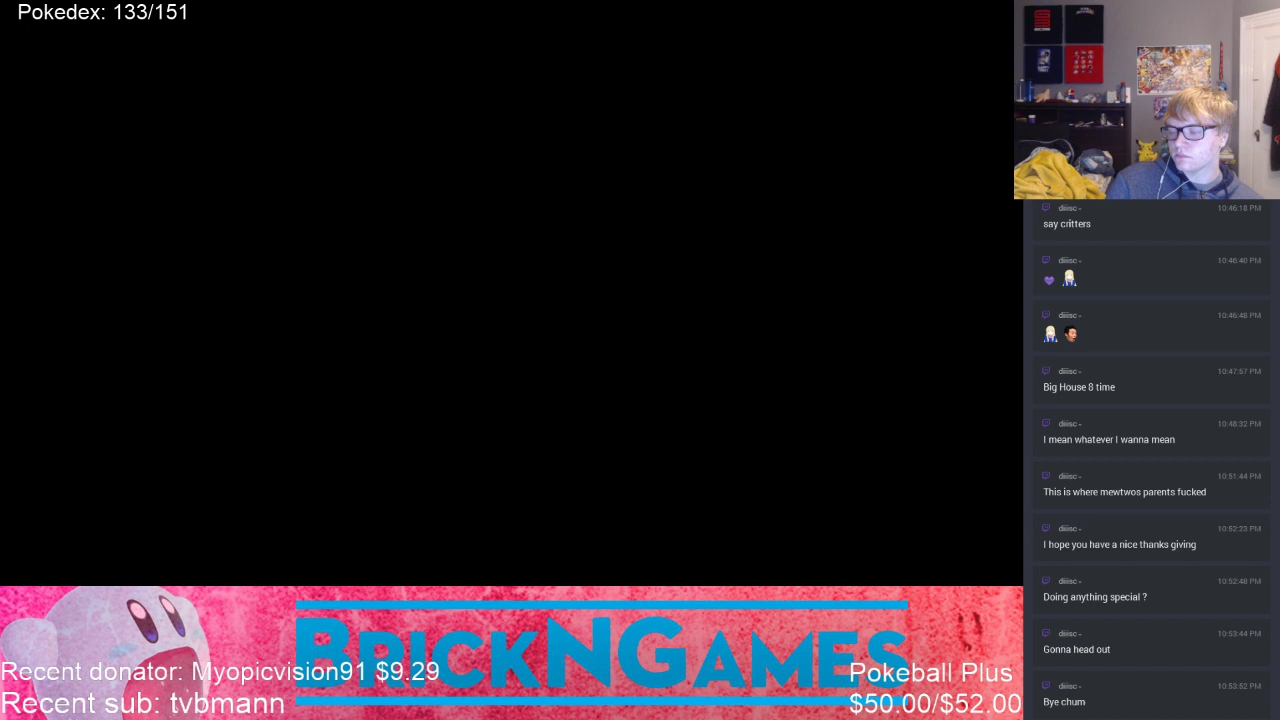 Pokedex: 133/151
diiisc -
10:46:18 PM
say critters
diiisc -
10:46:40 PM
diiisc -
10:46:48 PM
diiisc -
10:47:57 PM
Big House 8 time
diiisc -
10:48:32 PM
I mean whatever I wanna mean
diiisc -
10:51:44 PM
This is where mewtwos parents fucked
diiisc -
10:52:23 PM
I hope you have a nice thanks giving
diiisc -
10:52:48 PM
Doing anything special ?
diiisc -
10:53:44 PM
Gonna head out
diiisc -
10:53:52 PM
Bye chum
BRICKNGAMES
Recent donator: Myopicvision91 $9.29
Recent sub: tvbmann
Pokeball Plus
$50.00/$52.00